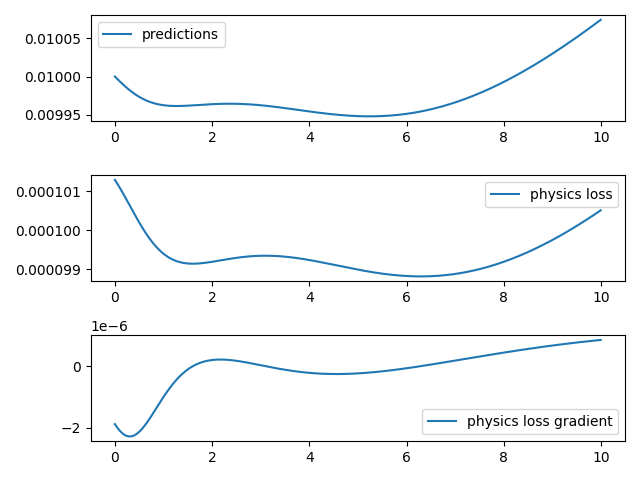 predictions
0.01005
0.01000
0.00995
0 2 4 6 8 10
physics loss
0.000101
0.000100
0.000099
0 2 4 6 8 10
1e−6
0
−2
physics loss gradient
0 2 4 6 8 10